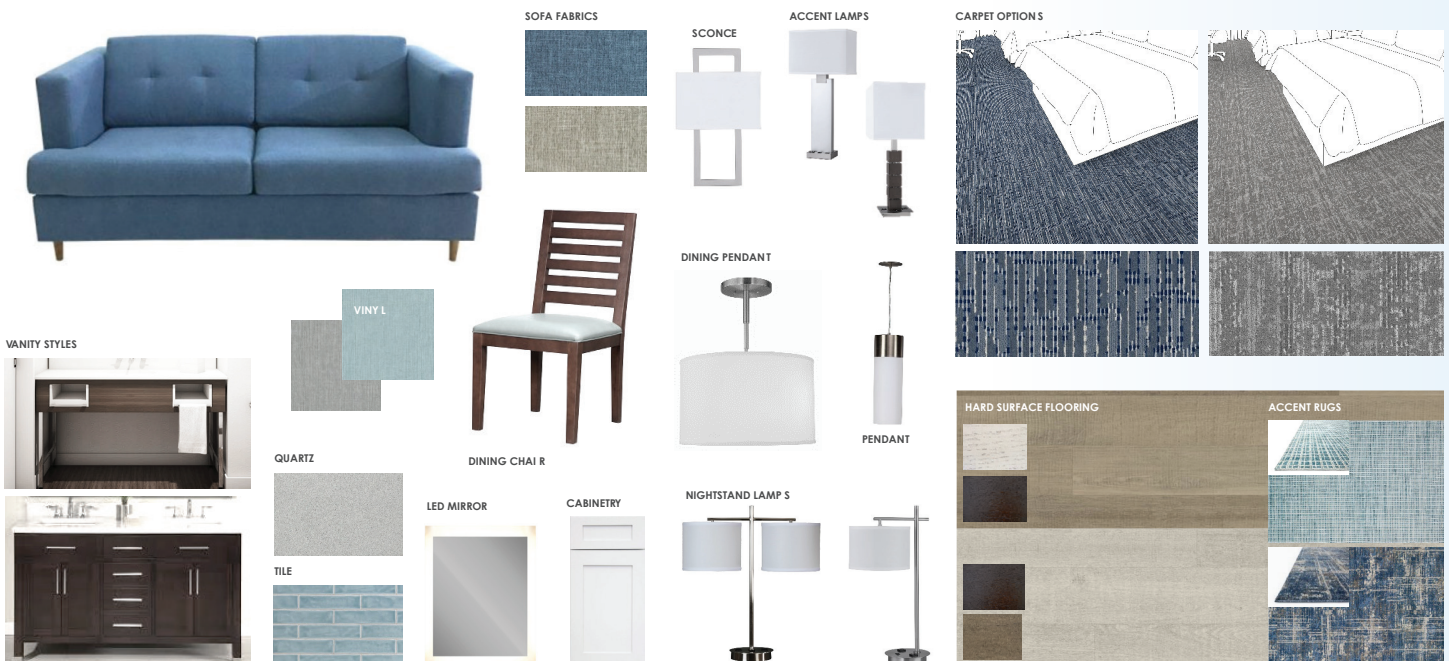 SOFA FABRICS
ACCENT LAMPS
CARPET OPTIONS
SCONCE
DINING PENDANT
VINYL
VANITY STYLES
HARD SURFACE FLOORING
ACCENT RUGS
PENDANT
QUARTZ
DINING CHAIR
LED MIRROR
CABINETRY
NIGHTSTAND LAMPS
TILE